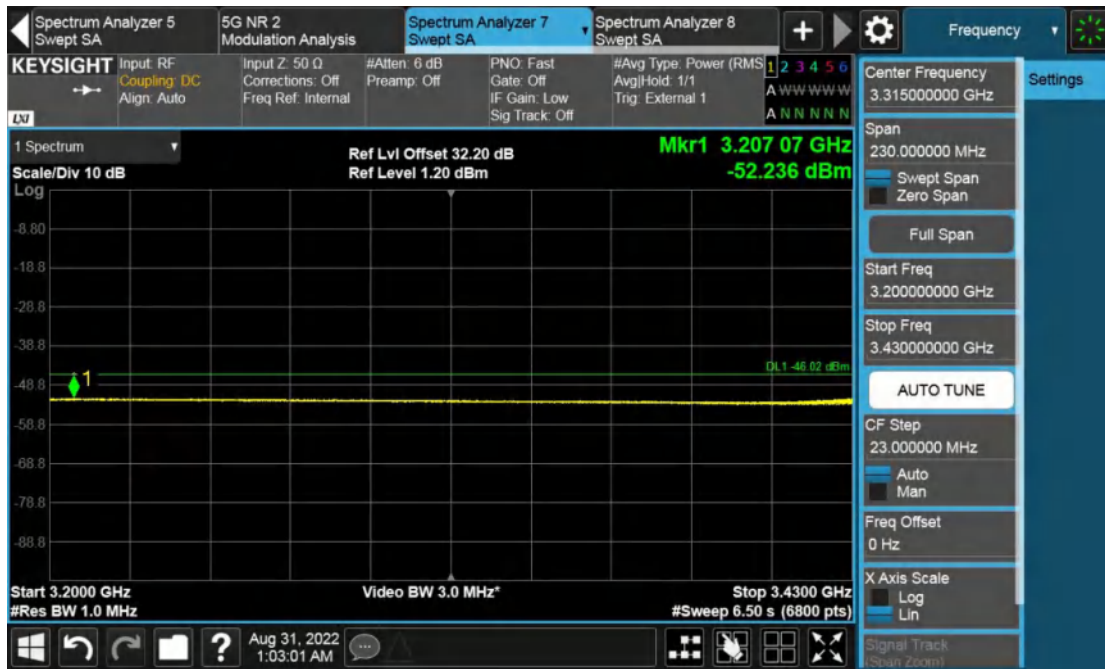 Spectrum Analyzer 5
Swept SA
5G NR 2
Modulation Analysis
Spectrum Analyzer 7
Swept SA
Spectrum Analyzer 8
Swept SA
+
Frequency
KEYSIGHT
LXI
Input: RF
Coupling: DC
Align: Auto
Input Z: 50 Ω
Corrections: Off
Freq Ref: Internal
#Atten: 6 dB
Preamp: Off
PNO: Fast
Gate: Off
IF Gain: Low
Sig Track: Off
#Avg Type: Power (RMS
Avg|Hold: 1/1
Trig: External 1
1 2 3 4 5 6
A W W W W W
A N N N N N
Center Frequency
3.315000000 GHz
Settings
Span
230.000000 MHz
Swept Span
Zero Span
Full Span
Start Freq
3.200000000 GHz
Stop Freq
3.430000000 GHz
AUTO TUNE
CF Step
23.000000 MHz
Auto
Man
Freq Offset
0 Hz
X Axis Scale
Log
Lin
Signal Track
(Span Zoom)
1 Spectrum
Scale/Div 10 dB
Log
Ref Lvl Offset 32.20 dB
Ref Level 1.20 dBm
Mkr1 3.207 07 GHz
-52.236 dBm
-8.80
-18.8
-28.8
-38.8
DL1 -46.02 dBm
1
-48.8
-58.8
-68.8
-78.8
-88.8
Start 3.2000 GHz
#Res BW 1.0 MHz
Video BW 3.0 MHz*
Stop 3.4300 GHz
#Sweep 6.50 s (6800 pts)
?
Aug 31, 2022
1:03:01 AM